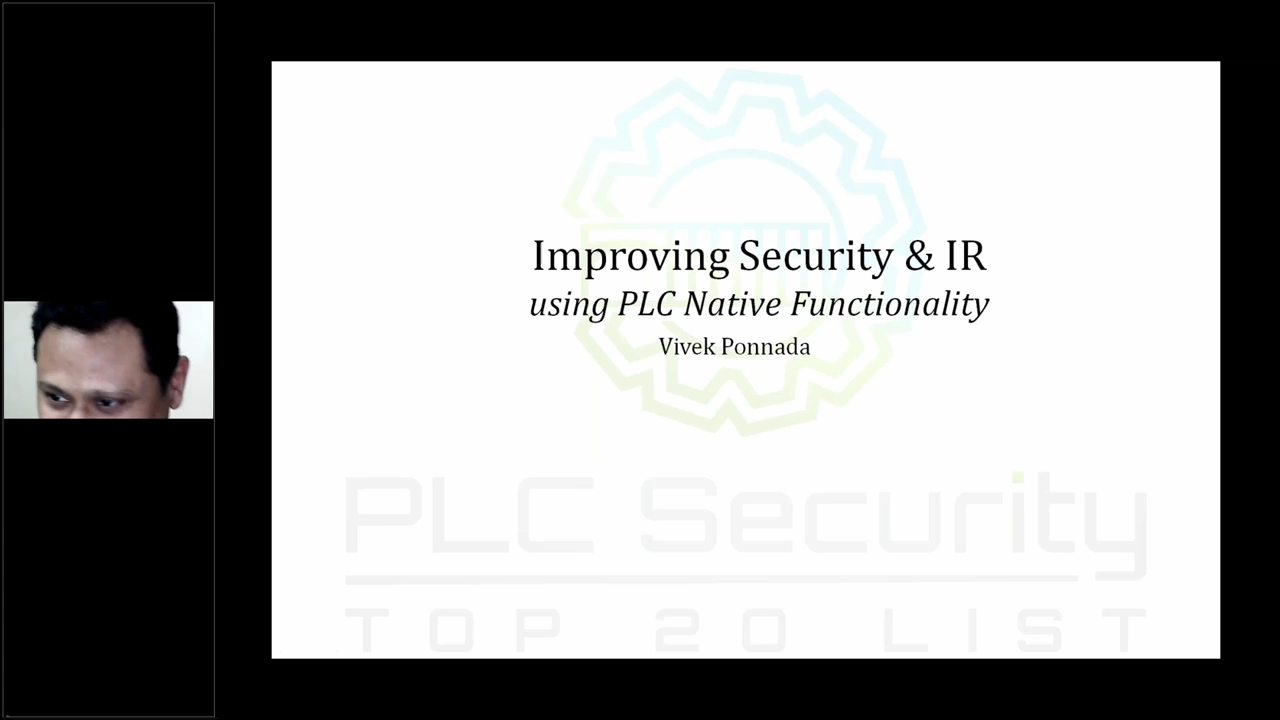 Improving Security & IR
using PLC Native Functionality
Vivek Ponnada
PLC Security
TOP 20 LIST